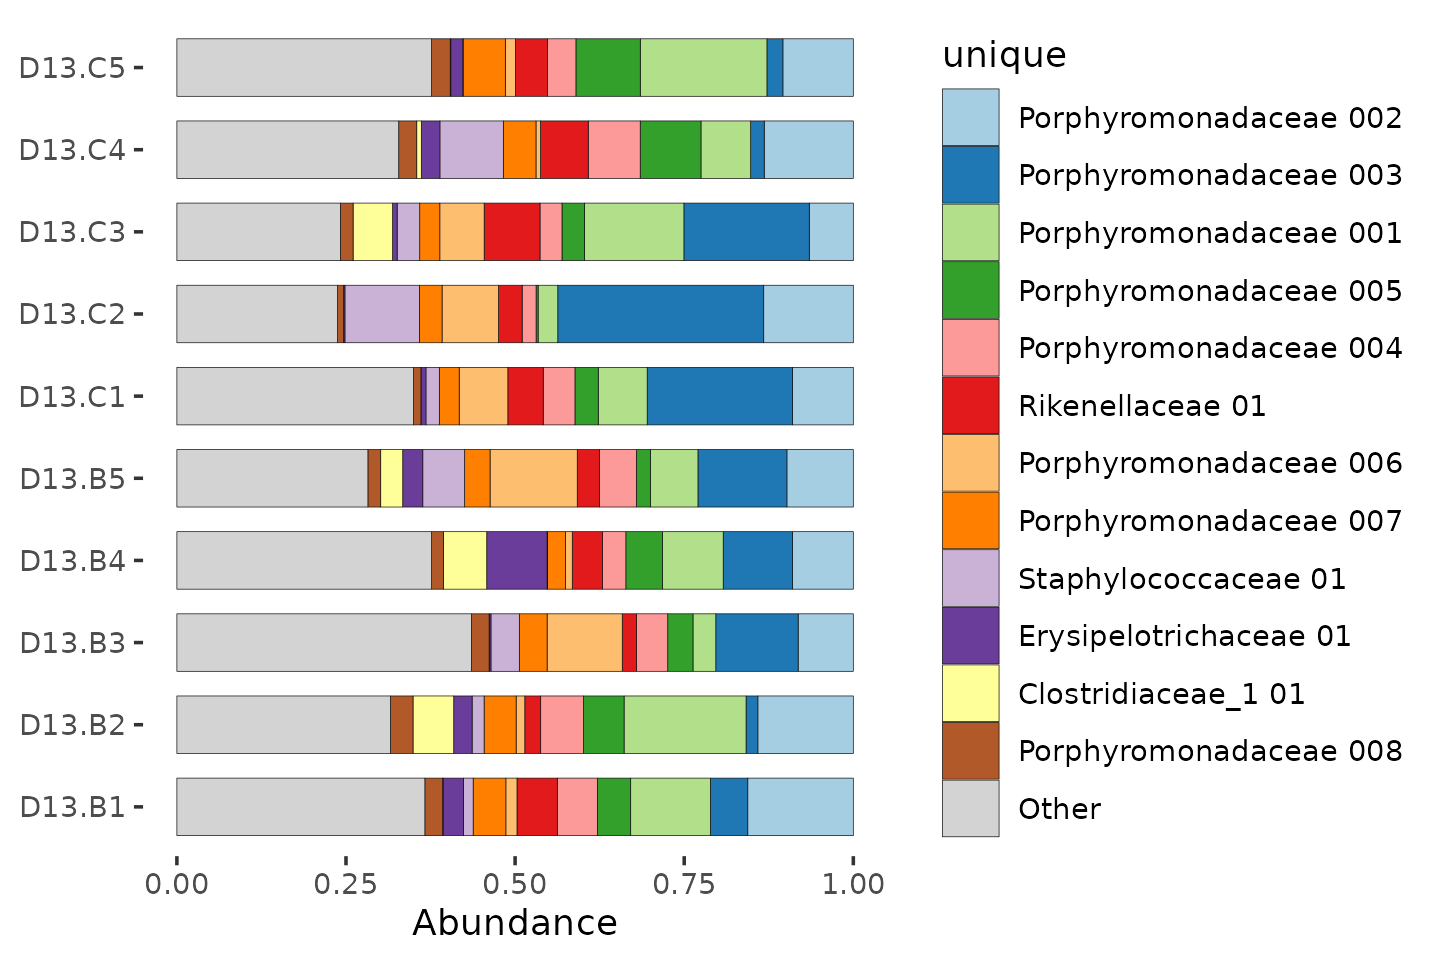 D13.C5
D13.C4
D13.C3
D13.C2
D13.C1
D13.B5
D13.B4
D13.B3
D13.B2
D13.B1
0.00 0.25 0.50 0.75 1.00
Abundance
unique
Porphyromonadaceae 002
Porphyromonadaceae 003
Porphyromonadaceae 001
Porphyromonadaceae 005
Porphyromonadaceae 004
Rikenellaceae 01
Porphyromonadaceae 006
Porphyromonadaceae 007
Staphylococcaceae 01
Erysipelotrichaceae 01
Clostridiaceae_1 01
Porphyromonadaceae 008
Other